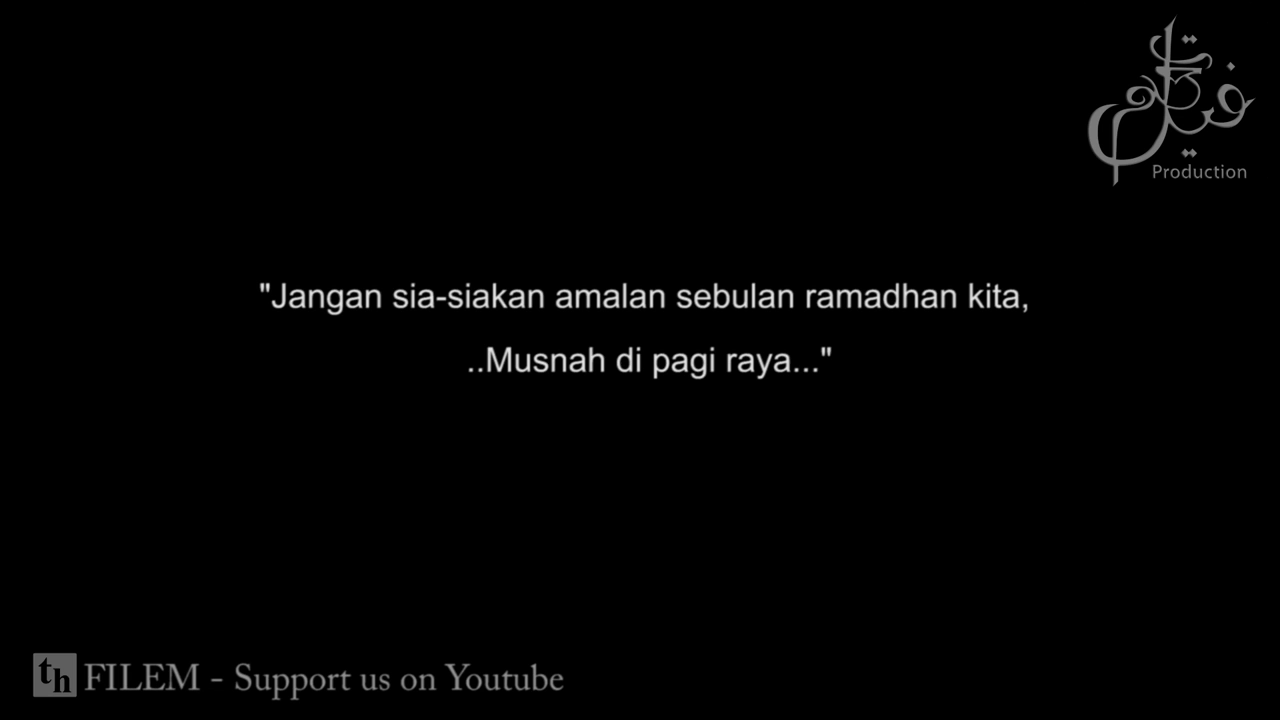 Production
"Jangan sia-siakan amalan sebulan ramadhan kita,
..Musnah di pagi raya..."
th FILEM - Support us on Youtube